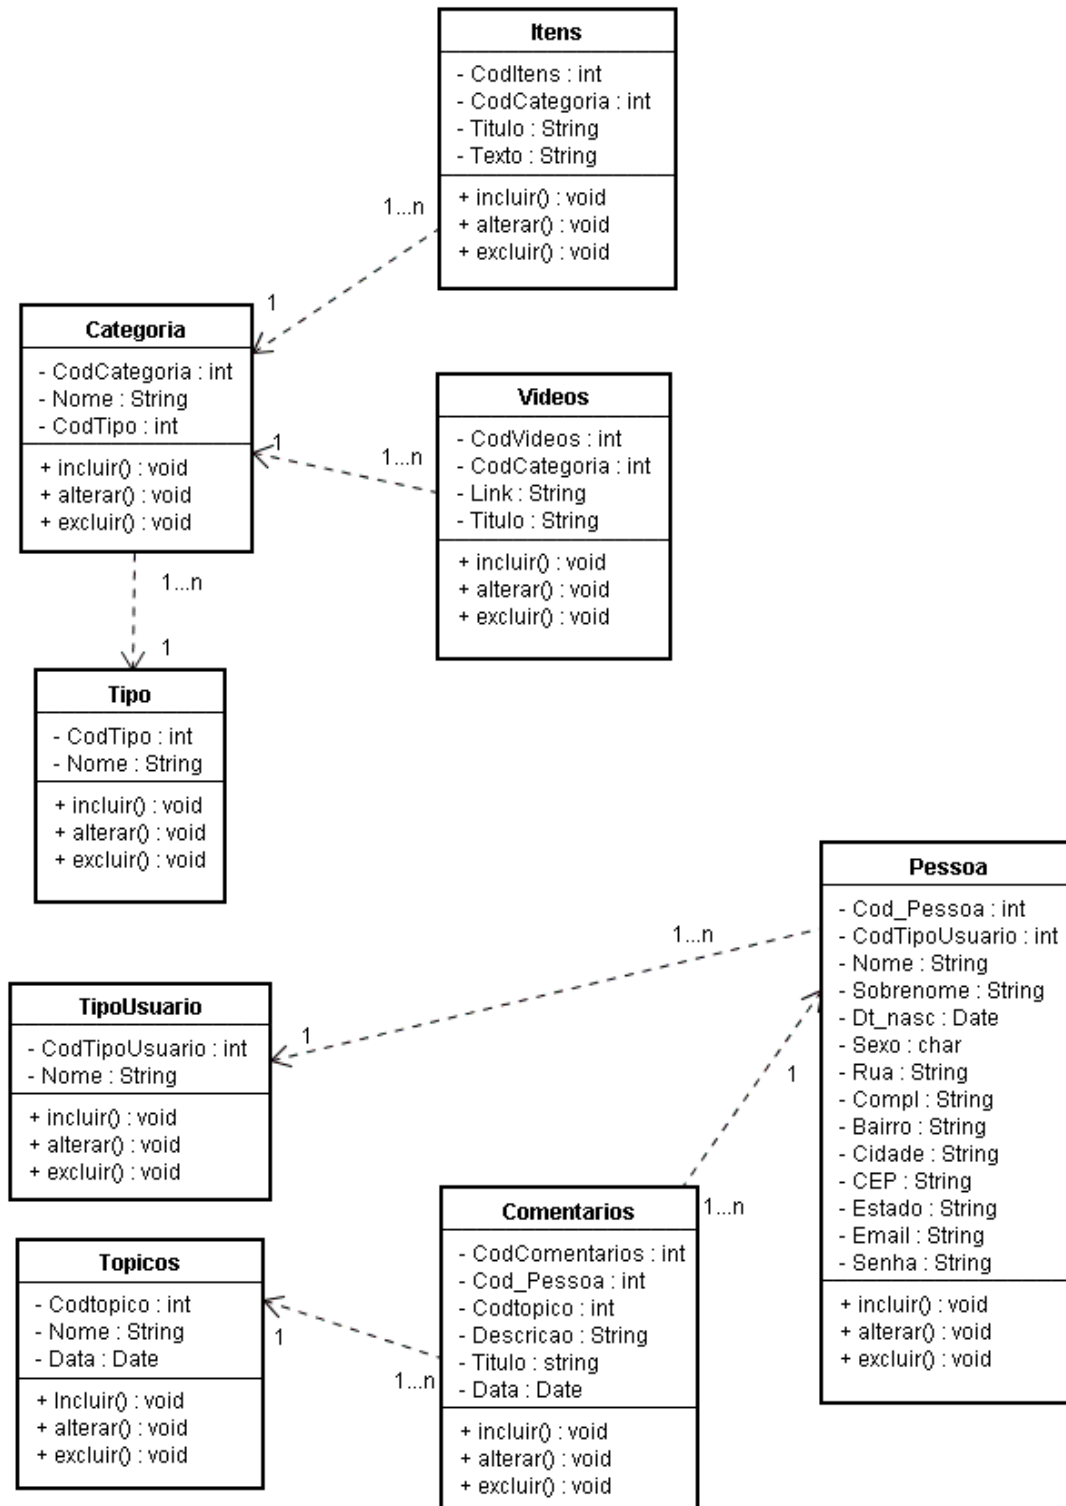 Itens
- CodItens : int
- CodCategoria : int
- Titulo : String
- Texto : String
+ incluir() : void
+ alterar() : void
+ excluir() : void
1...n
1
Categoria
- CodCategoria : int
- Nome : String
- CodTipo : int
+ incluir() : void
+ alterar() : void
+ excluir() : void
Videos
- CodVideos : int
- CodCategoria : int
- Link : String
- Titulo : String
+ incluir() : void
+ alterar() : void
+ excluir() : void
1
1...n
1...n
1
Tipo
- CodTipo : int
- Nome : String
+ incluir() : void
+ alterar() : void
+ excluir() : void
Pessoa
- Cod_Pessoa : int
- CodTipoUsuario : int
- Nome : String
- Sobrenome : String
- Dt_nasc : Date
- Sexo : char
- Rua : String
- Compl : String
- Bairro : String
- Cidade : String
- CEP : String
- Estado : String
- Email : String
- Senha : String
+ incluir() : void
+ alterar() : void
+ excluir() : void
1...n
1
TipoUsuario
- CodTipoUsuario : int
- Nome : String
+ incluir() : void
+ alterar() : void
+ excluir() : void
1
1...n
Comentarios
- CodComentarios : int
- Cod_Pessoa : int
- Codtopico : int
- Descricao : String
- Titulo : string
- Data : Date
+ incluir() : void
+ alterar() : void
+ excluir() : void
Topicos
- Codtopico : int
- Nome : String
- Data : Date
+ Incluir() : void
+ alterar() : void
+ excluir() : void
1
1...n